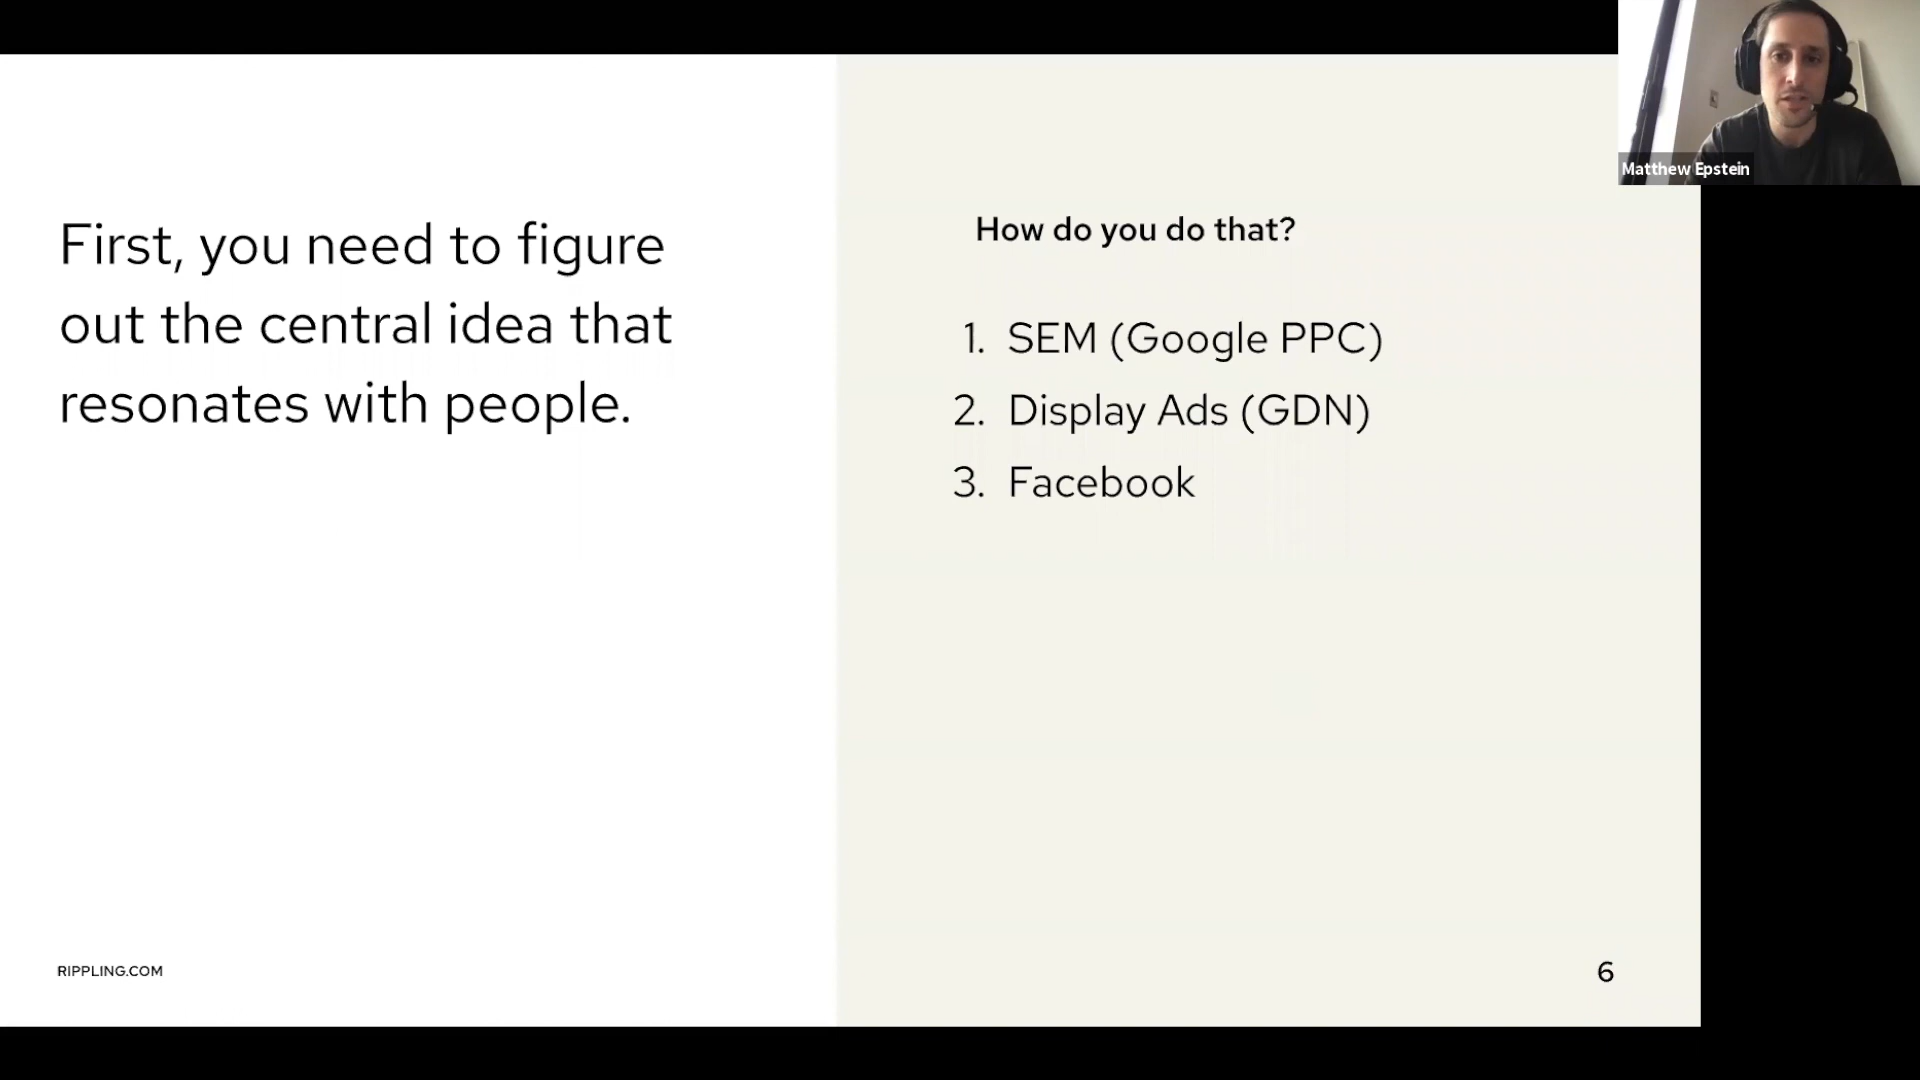 First, you need to figure
out the central idea that
resonates with people.
How do you do that?
1. SEM (Google PPC)
2. Display Ads (GDN)
3. Facebook
RIPPLING.COM
6
Matthew Epstein